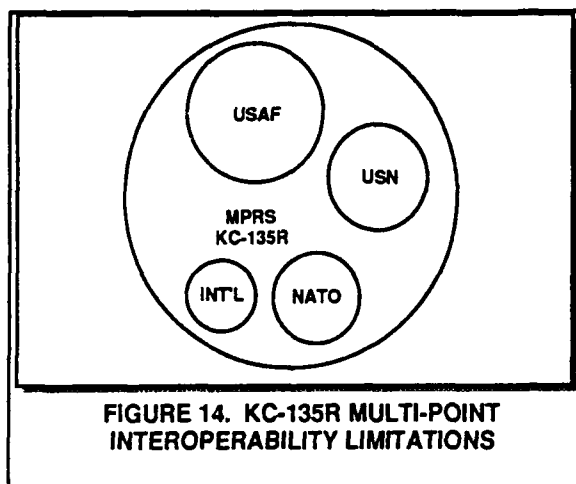 USAF
USN
MPRS
KC-135R
INT'L
NATO
FIGURE 14. KC-135R MULTI-POINT
INTEROPERABILITY LIMITATIONS